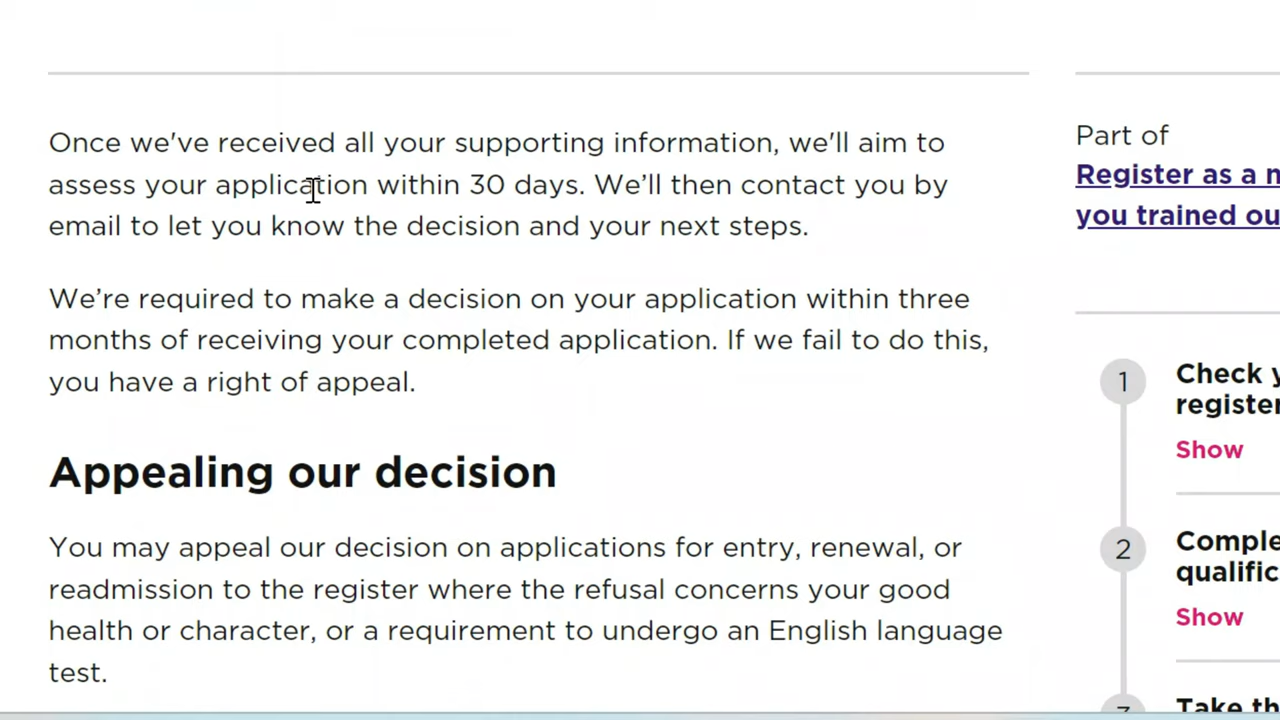 Once we've received all your supporting information, we'll aim to
assess your application within 30 days. We’ll then contact you by
email to let you know the decision and your next steps.
We’re required to make a decision on your application within three
months of receiving your completed application. If we fail to do this,
you have a right of appeal.
Appealing our decision
You may appeal our decision on applications for entry, renewal, or
readmission to the register where the refusal concerns your good
health or character, or a requirement to undergo an English language
test.
Part of
Register as a
you trained
1
Check
register
Show
2
Show
Take